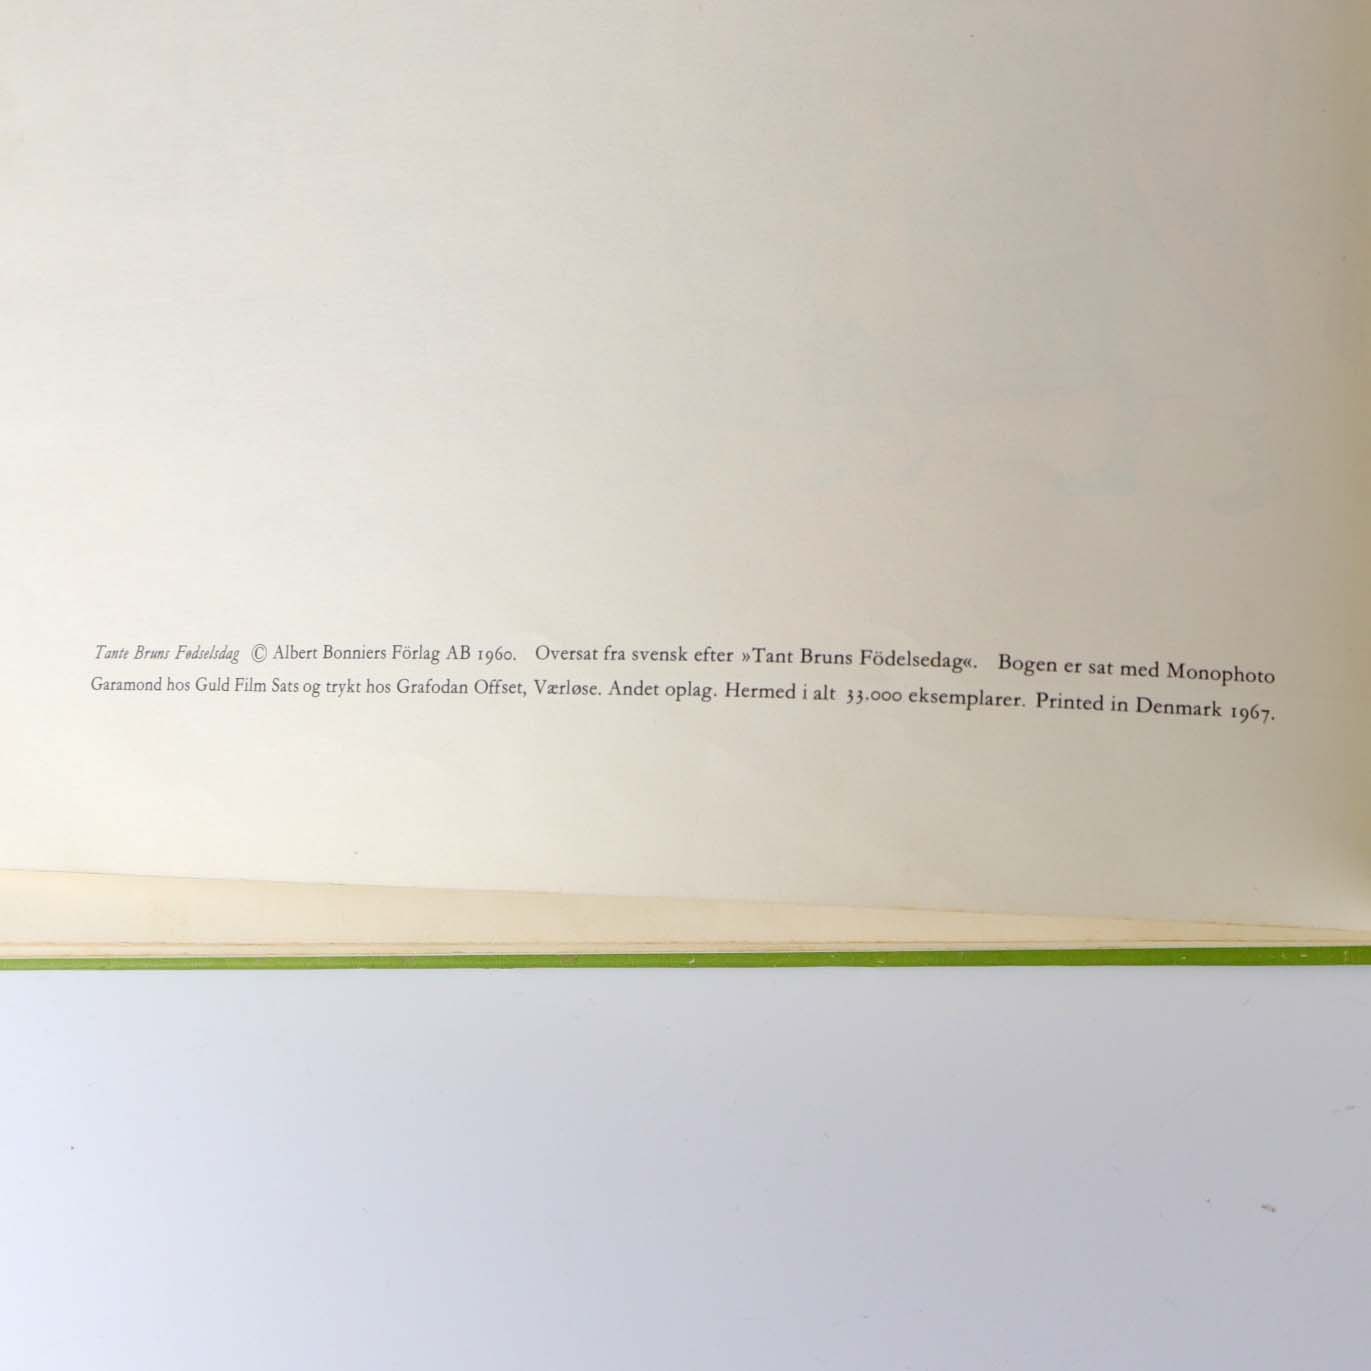 Tante Bruns Fødselsdag © Albert Bonniers Förlag AB 1960. Oversat fra svensk efter »Tant Bruns Födelsedag«. Bogen er sat med Monophoto
Garamond hos Guld Film Sats og trykt hos Grafodan Offset, Værløse. Andet oplag. Hermed i alt 33.000 eksemplarer. Printed in Denmark 1967.